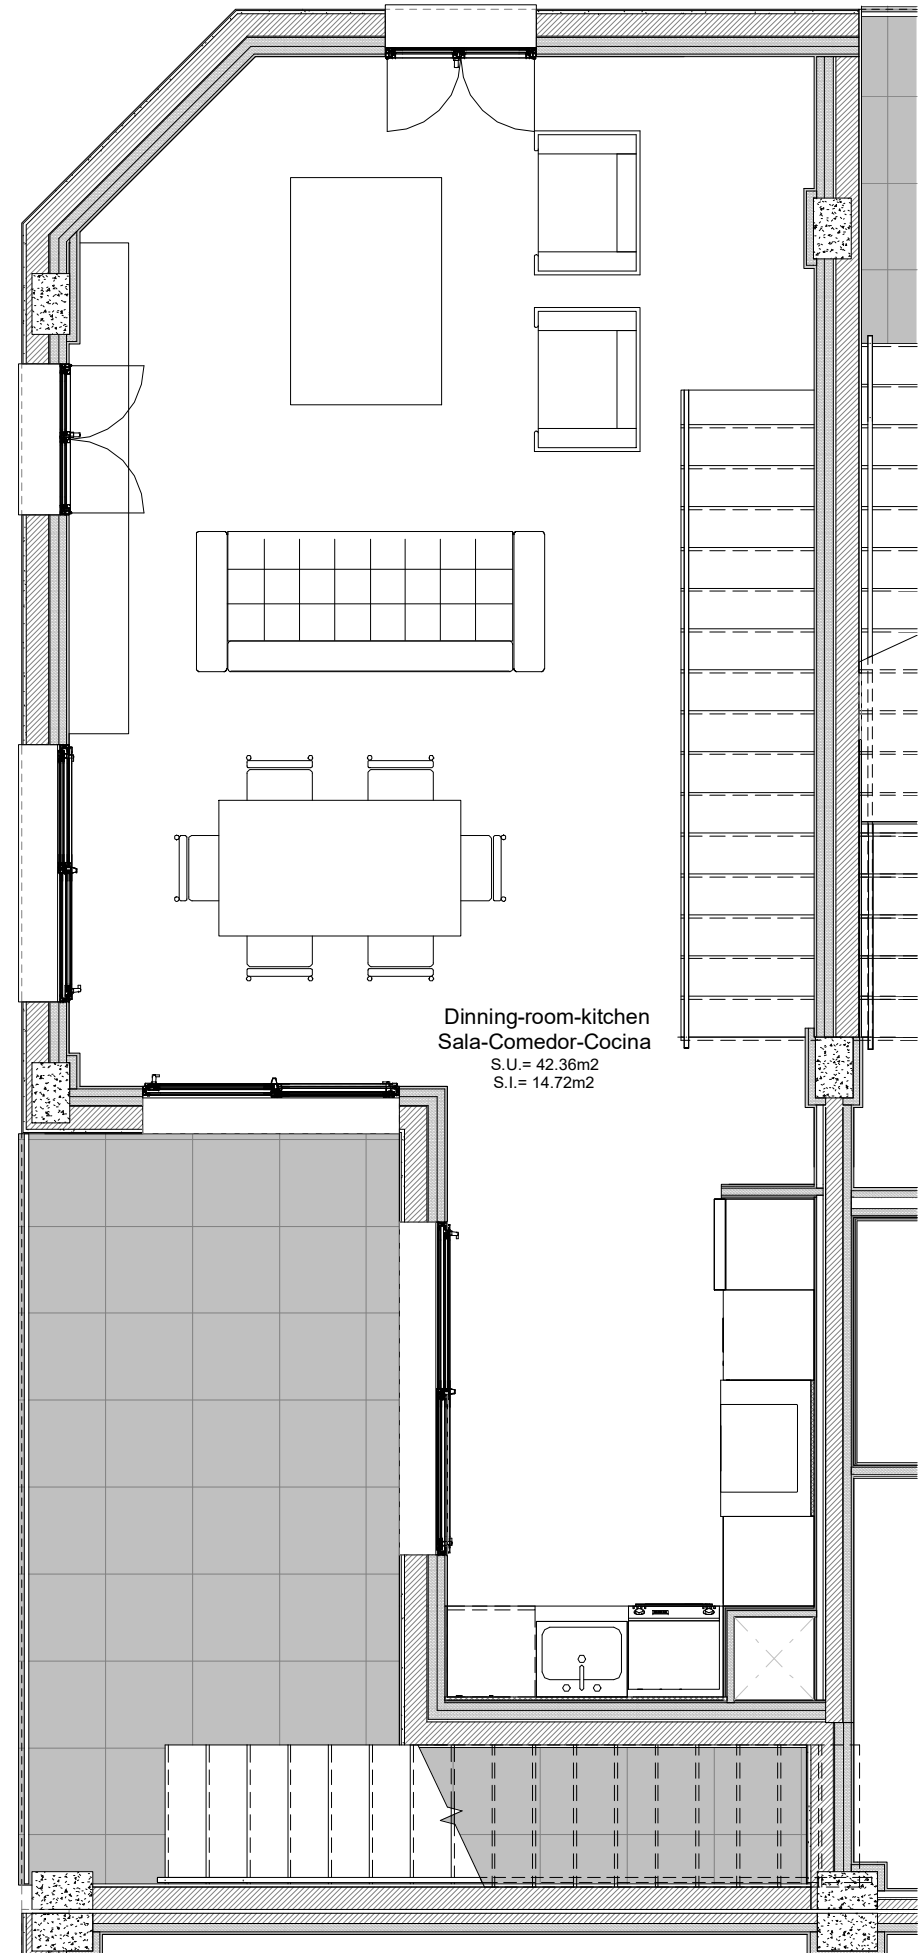 Dinning-room-kitchen
Sala-Comedor-Cocina
S.U.= 42.36m2
S.I.= 14.72m2